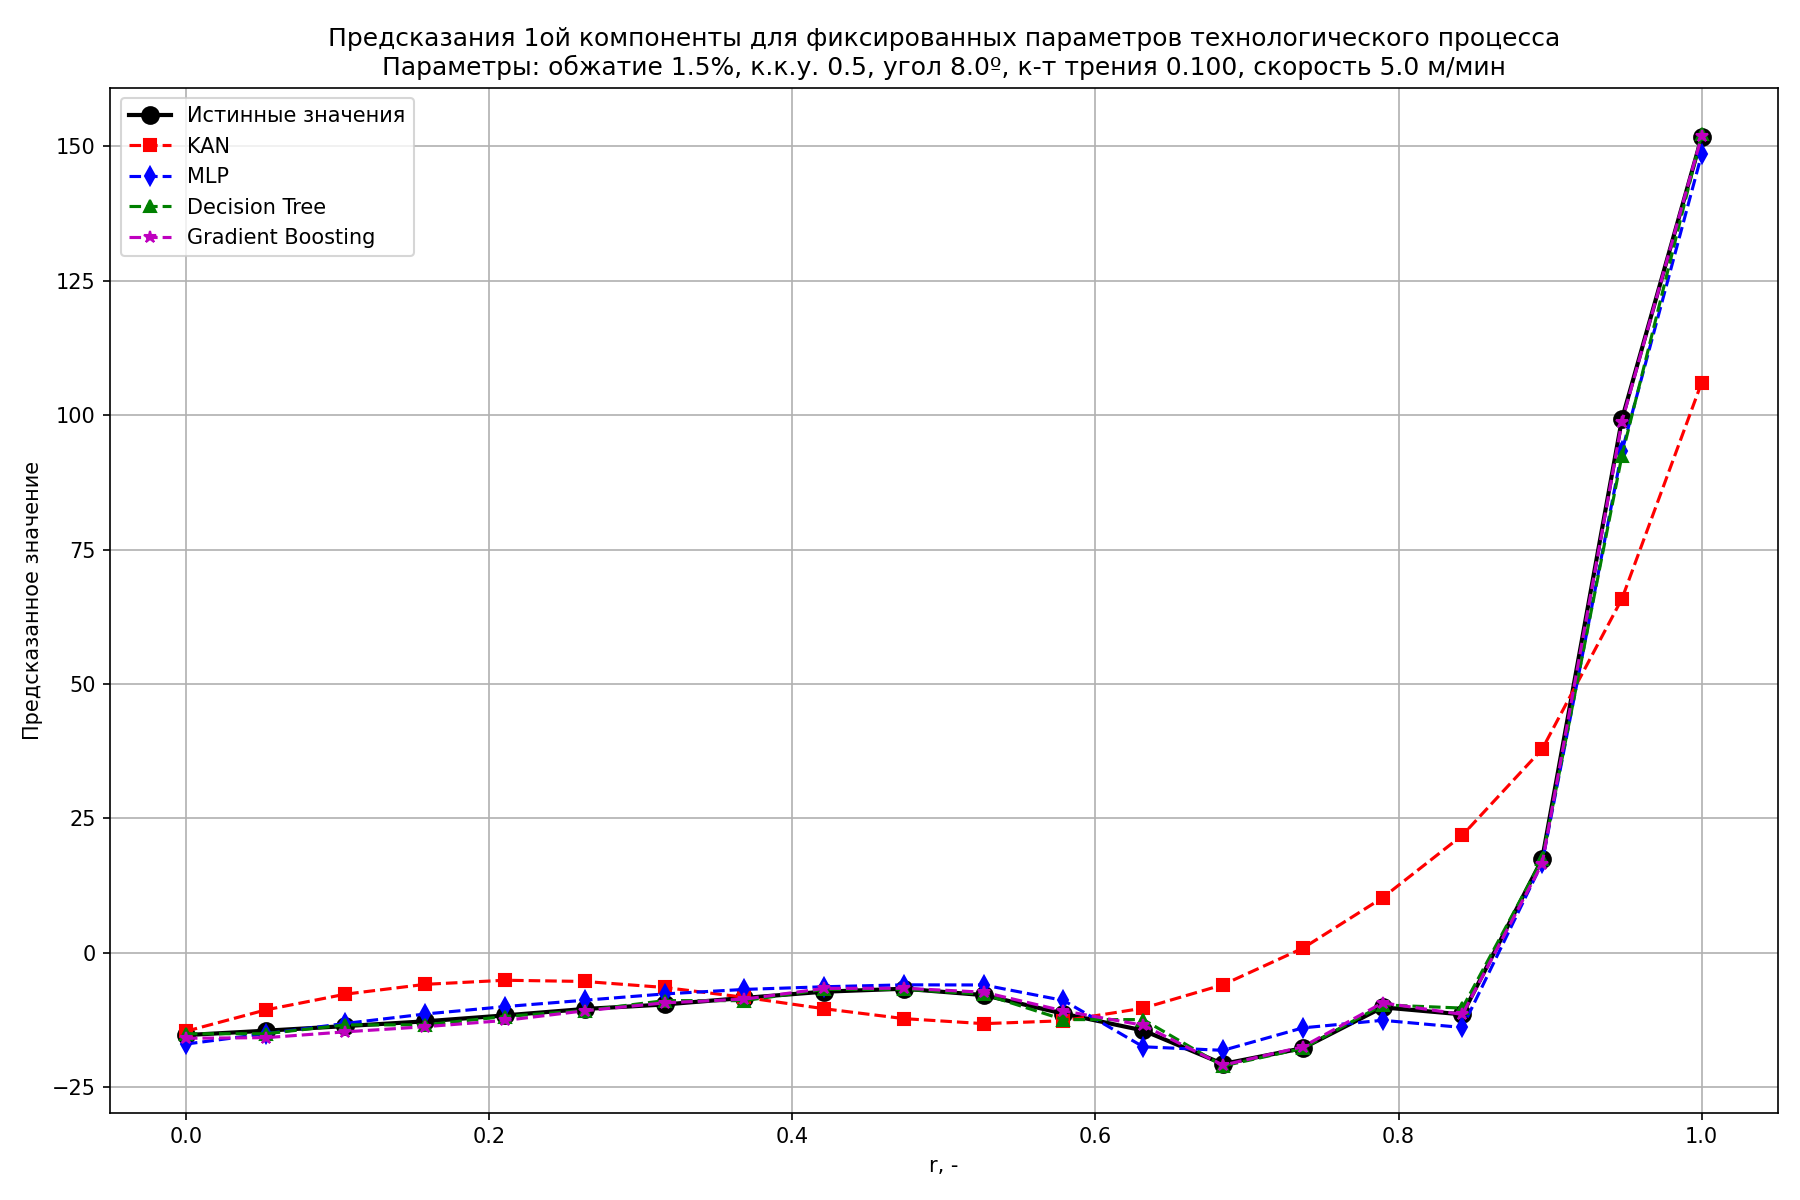 Предсказания 1ой компоненты для фиксированных параметров технологического процесса
Параметры: обжатие 1.5%, к.к.у. 0.5, угол 8.0º, к-т трения 0.100, скорость 5.0 м/мин
Истинные значения
KAN
MLP
Decision Tree
Gradient Boosting
Предсказанное значение
150
125
100
75
50
25
0
−25
0.0 0.2 0.4 0.6 0.8 1.0
r, -